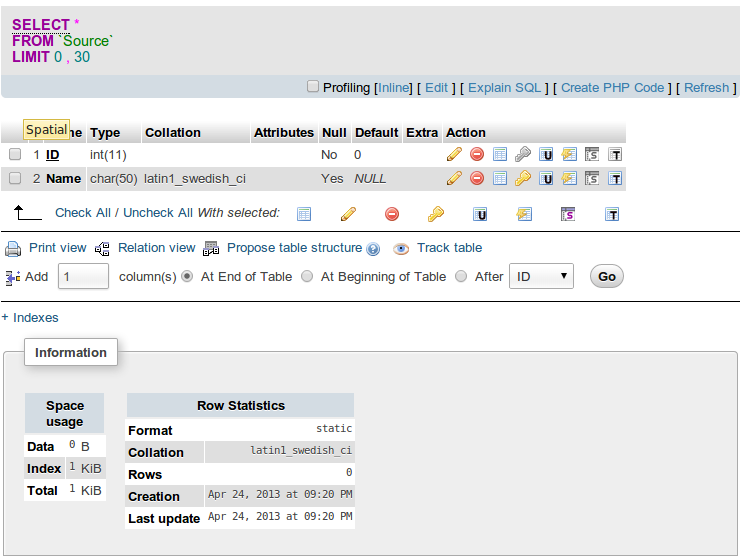 SELECT *
FROM `Source`
LIMIT 0 , 30
Profiling [Inline] [ Edit ] [ Explain SQL ] [ Create PHP Code ] [ Refresh ]
Spatial
Type Collation Attributes Null Default Extra Action
1 ID int(11) No 0
2 Name char(50) latin1_swedish_ci Yes NULL
Check All / Uncheck All With selected:
Print view Relation view Propose table structure Track table
Add 1 column(s) At End of Table At Beginning of Table After ID Go
+ Indexes
Information
Space usage
Data 0 B
Index 1 KiB
Total 1 KiB
Row Statistics
Format static
Collation latin1_swedish_ci
Rows 0
Creation Apr 24, 2013 at 09:20 PM
Last update Apr 24, 2013 at 09:20 PM